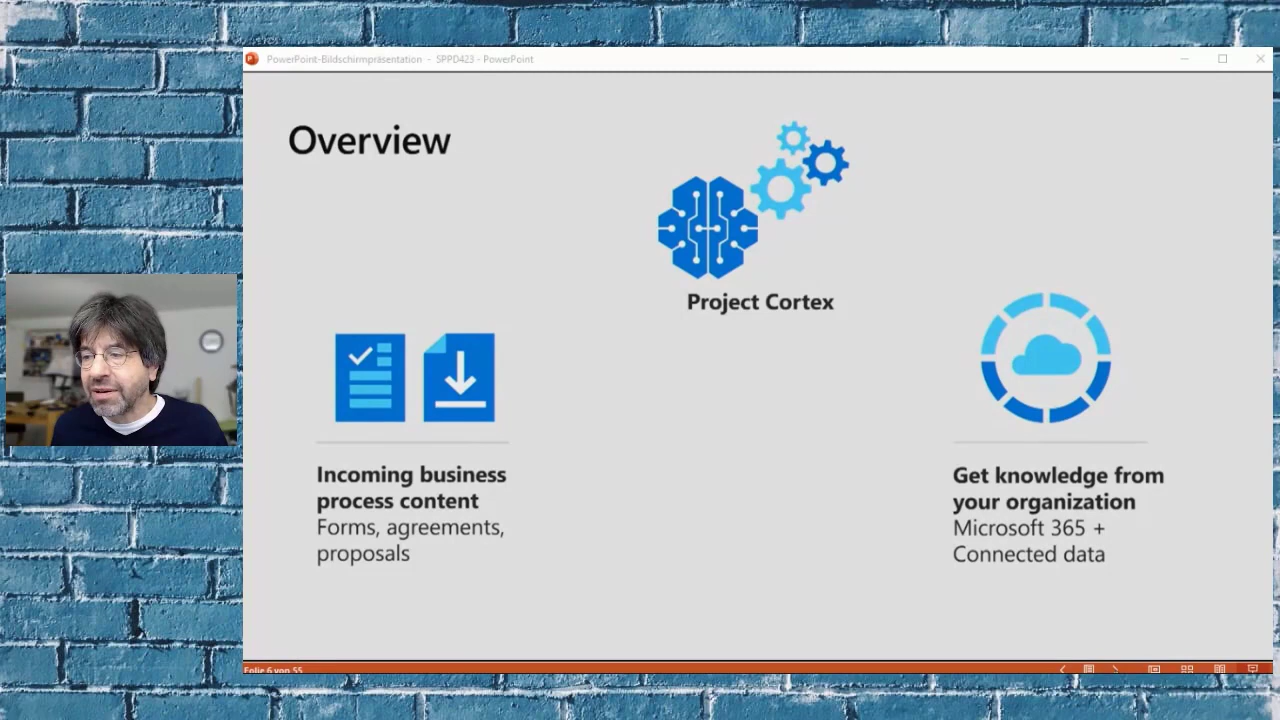 PowerPoint-Bildschirmpräsentation - SPPD423 - PowerPoint
Overview
Project Cortex
Incoming business
process content
Forms, agreements,
proposals
Get knowledge from
your organization
Microsoft 365 +
Connected data
Folie 6 von 55